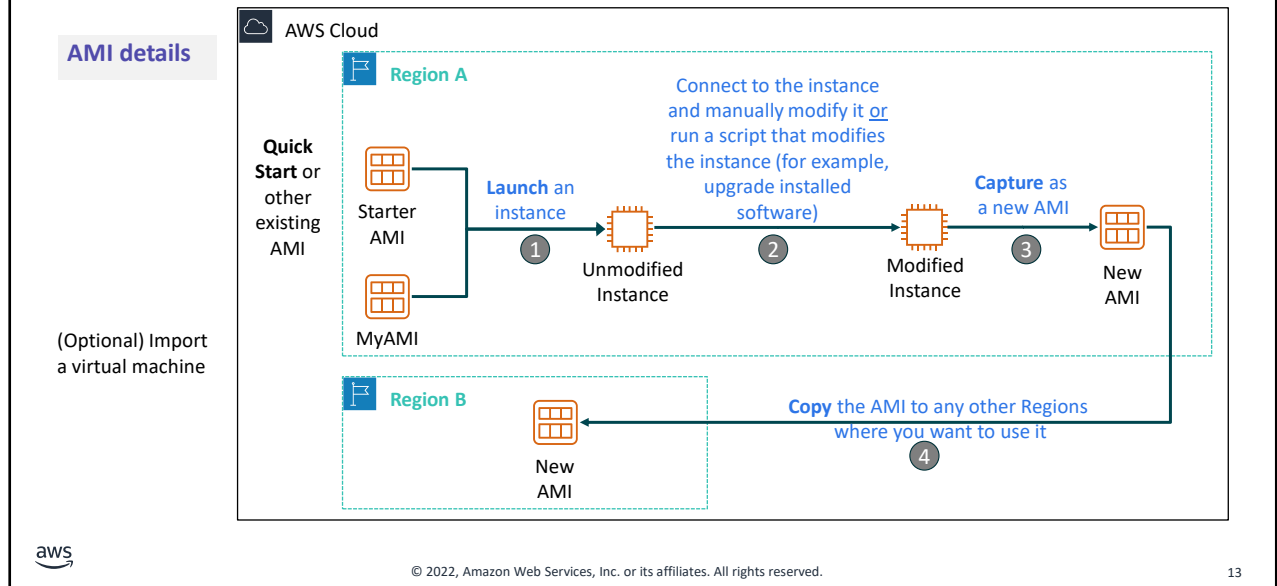 AMI details
AWS Cloud
Region A
Quick
Start or
other
existing
AMI
Starter
AMI
MyAMI
Launch an
instance
1
Unmodified
Instance
Connect to the instance
and manually modify it or
run a script that modifies
the instance (for example,
upgrade installed
software)
2
Modified
Instance
Capture as
a new AMI
3
New
AMI
(Optional) Import
a virtual machine
Region B
New
AMI
Copy the AMI to any other Regions
where you want to use it
4
aws
© 2022, Amazon Web Services, Inc. or its affiliates. All rights reserved.
13